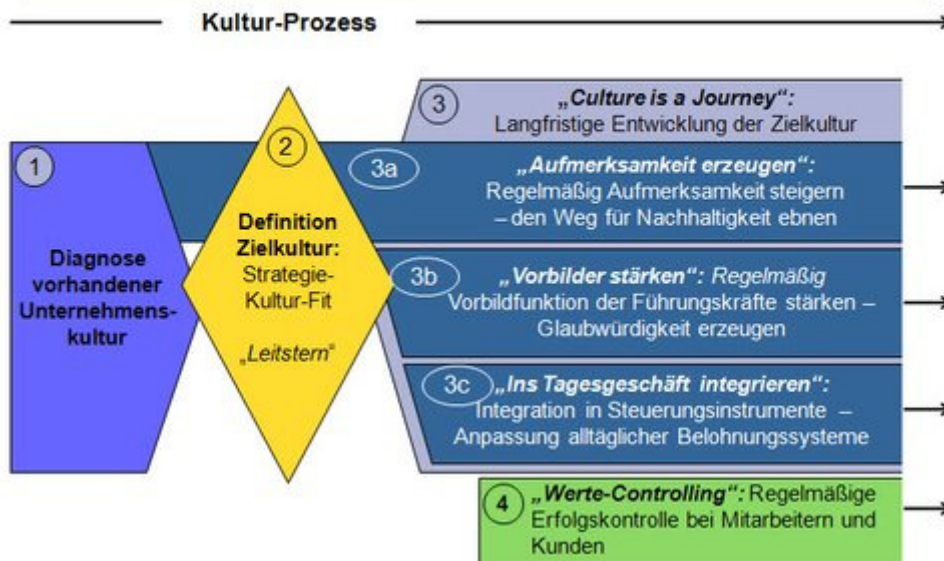 Kultur-Prozess
1
Diagnose
vorhandener
Unternehmens-
kultur
2
Definition
Zielkultur:
Strategie-
Kultur-Fit
„Leitstern“
3
„Culture is a Journey“:
Langfristige Entwicklung der Zielkultur
3a
„Aufmerksamkeit erzeugen“:
Regelmäßig Aufmerksamkeit steigern
– den Weg für Nachhaltigkeit ebnen
3b
„Vorbilder stärken“: Regelmäßig
Vorbildfunktion der Führungskräfte stärken –
Glaubwürdigkeit erzeugen
3c
„Ins Tagesgeschäft integrieren“:
Integration in Steuerungsinstrumente –
Anpassung alltäglicher Belohnungssysteme
4
„Werte-Controlling“: Regelmäßige
Erfolgskontrolle bei Mitarbeitern und
Kunden